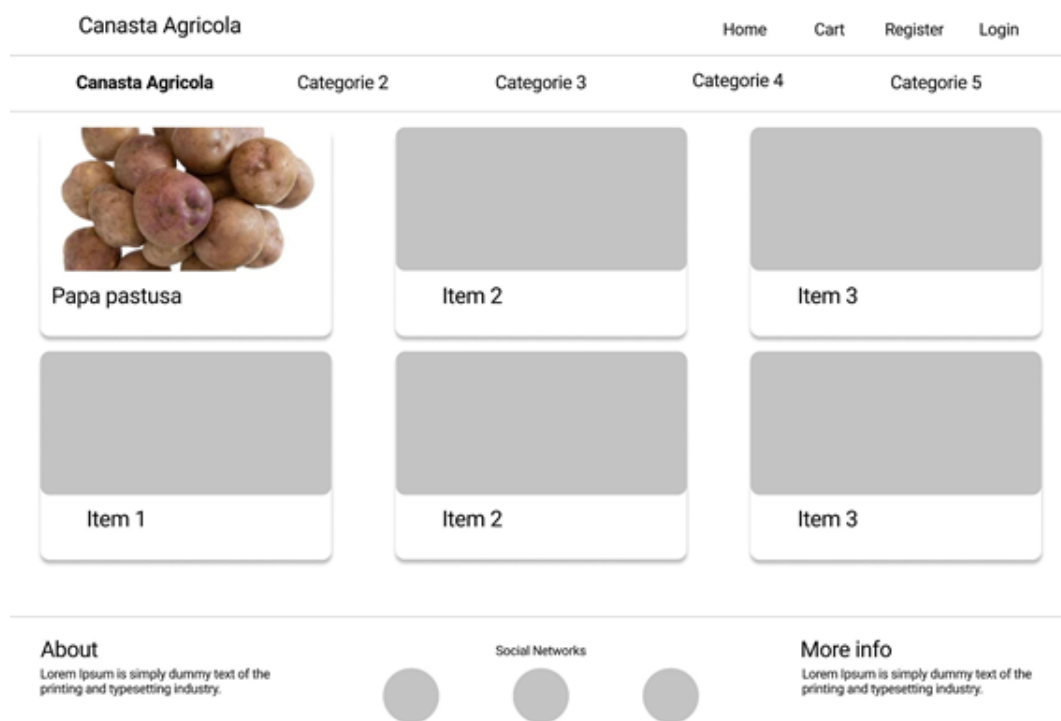 Canasta Agricola
Home Cart Register Login
Canasta Agricola Categorie 2 Categorie 3 Categorie 4 Categorie 5
Papa pastusa
Item 2
Item 3
Item 1
Item 2
Item 3
About
Lorem Ipsum is simply dummy text of the
printing and typesetting industry.
Social Networks
More info
Lorem Ipsum is simply dummy text of the
printing and typesetting industry.